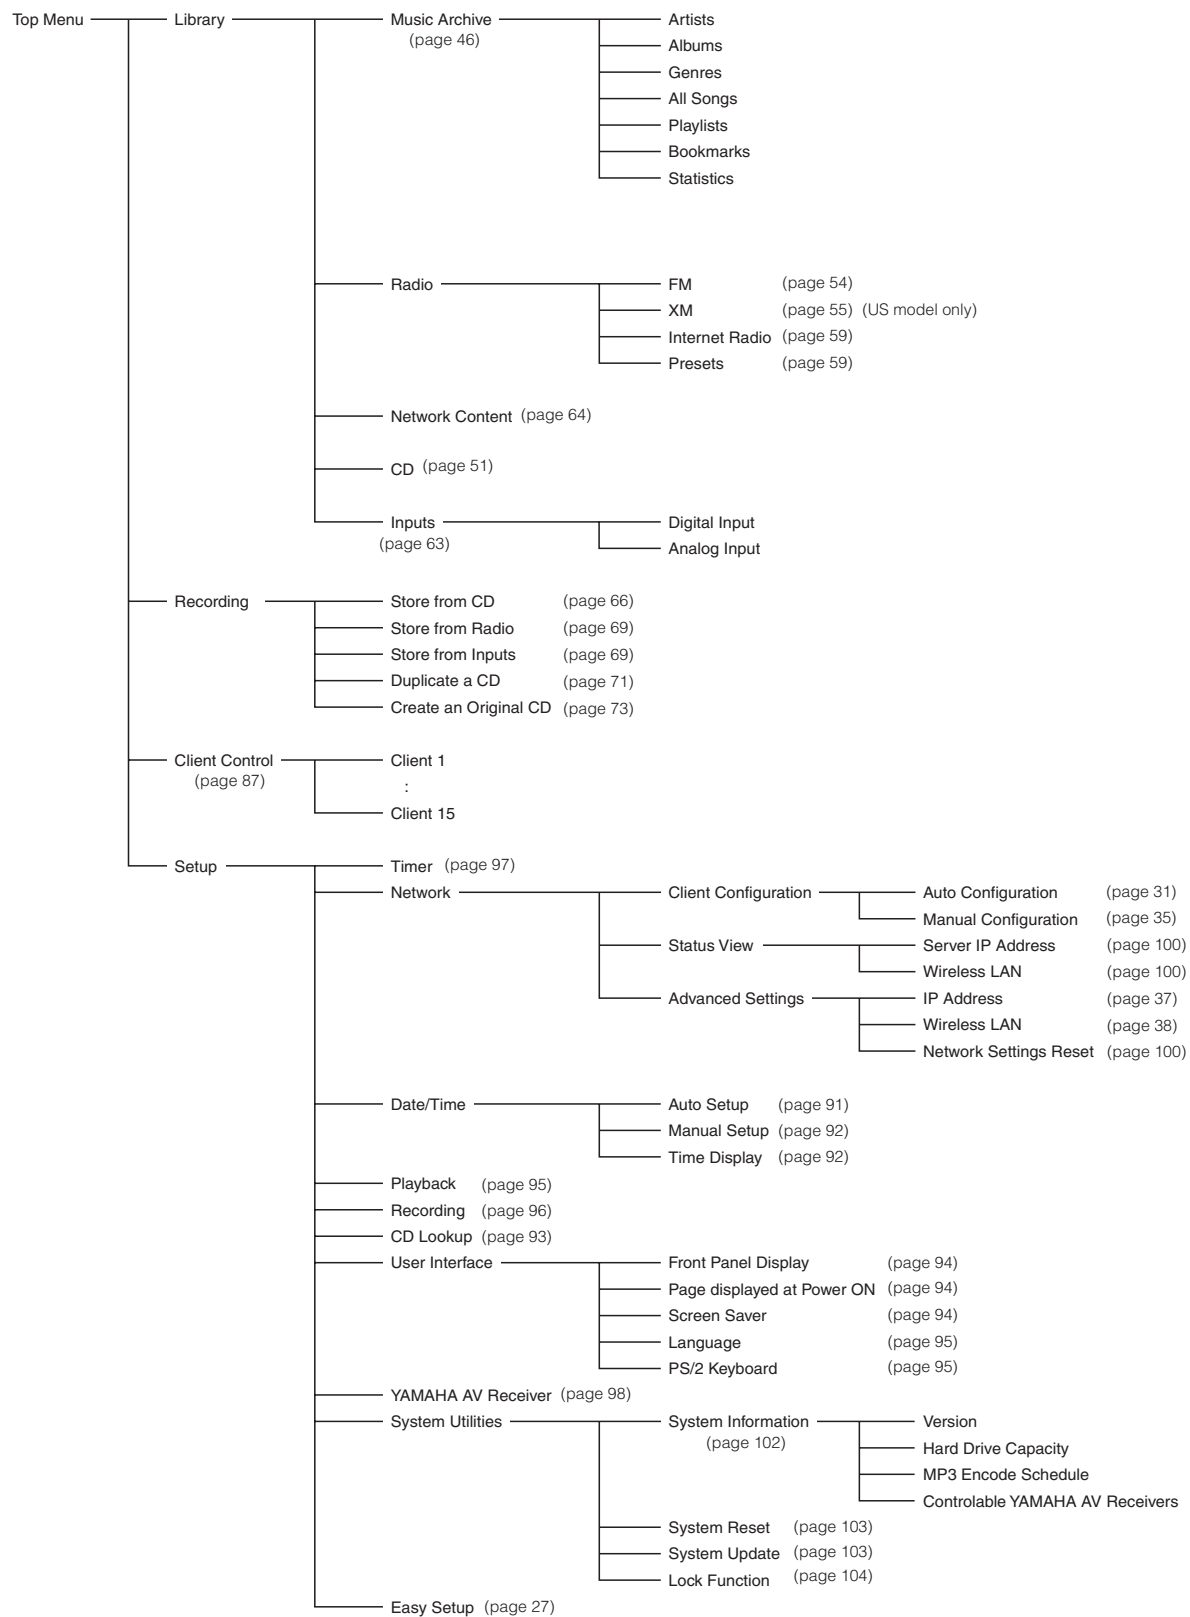 Top Menu Library Music Archive Artists
(page 46)
Albums
Genres
All Songs
Playlists
Bookmarks
Statistics
Radio FM (page 54)
XM (page 55) (US model only)
Internet Radio (page 59)
Presets (page 59)
Network Content (page 64)
CD (page 51)
Inputs Digital Input
(page 63)
Analog Input
Recording Store from CD (page 66)
Store from Radio (page 69)
Store from Inputs (page 69)
Duplicate a CD (page 71)
Create an Original CD (page 73)
Client Control Client 1
(page 87)
:
Client 15
Setup Timer (page 97)
Network Client Configuration Auto Configuration (page 31)
Manual Configuration (page 35)
Status View Server IP Address (page 100)
Wireless LAN (page 100)
Advanced Settings IP Address (page 37)
Wireless LAN (page 38)
Network Settings Reset (page 100)
Date/Time Auto Setup (page 91)
Manual Setup (page 92)
Time Display (page 92)
Playback (page 95)
Recording (page 96)
CD Lookup (page 93)
User Interface Front Panel Display (page 94)
Page displayed at Power ON (page 94)
Screen Saver (page 94)
Language (page 95)
PS/2 Keyboard (page 95)
YAMAHA AV Receiver (page 98)
System Utilities System Information Version
(page 102)
Hard Drive Capacity
MP3 Encode Schedule
Controlable YAMAHA AV Receivers
System Reset (page 103)
System Update (page 103)
Lock Function (page 104)
Easy Setup (page 27)